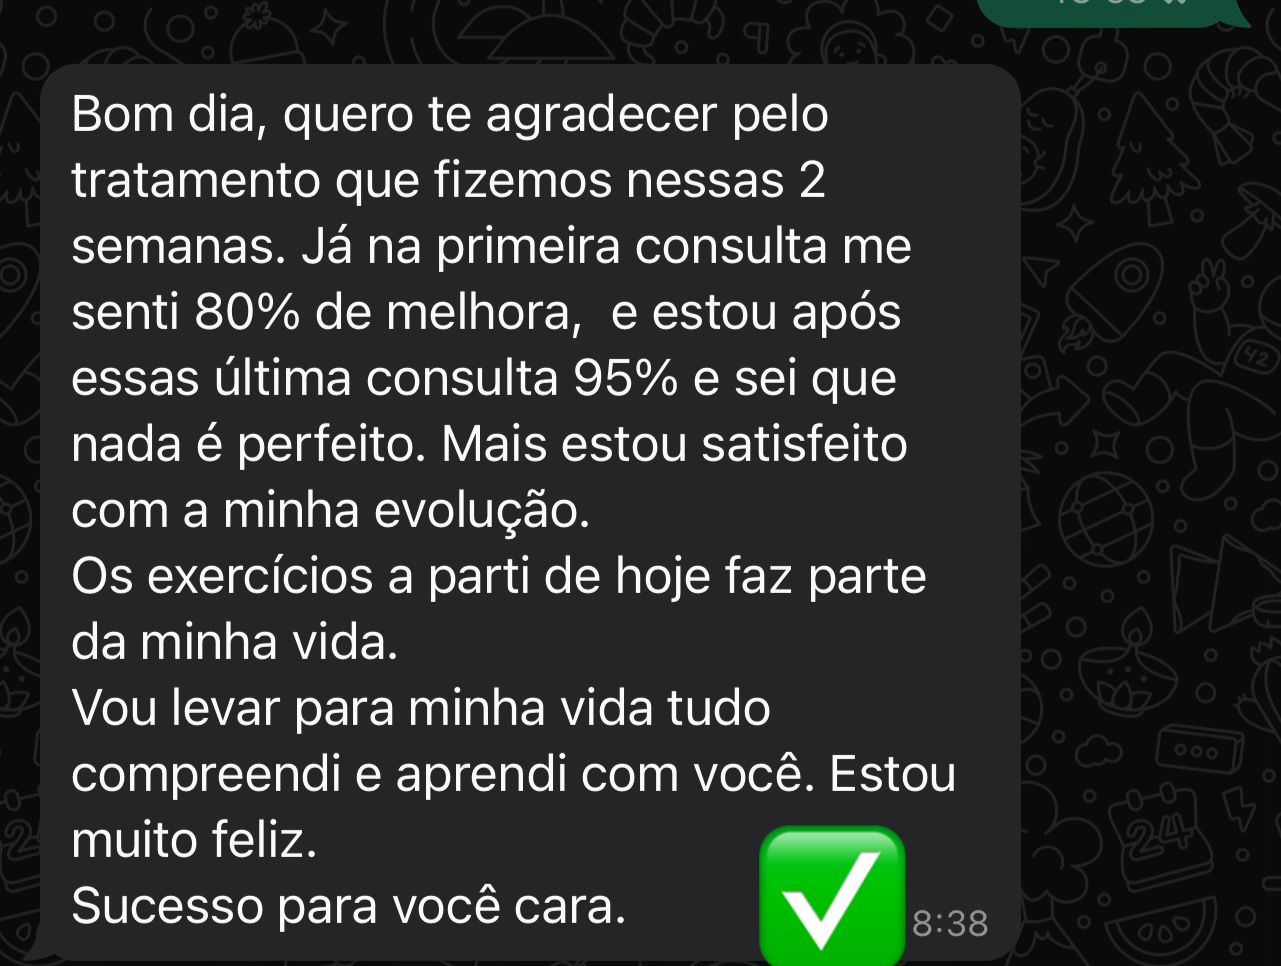 Bom dia, quero te agradecer pelo
tratamento que fizemos nessas 2
semanas. Já na primeira consulta me
senti 80% de melhora,  e estou após
essas última consulta 95% e sei que
nada é perfeito. Mais estou satisfeito
com a minha evolução.
Os exercícios a parti de hoje faz parte
da minha vida.
Vou levar para minha vida tudo
compreendi e aprendi com você. Estou
muito feliz.
Sucesso para você cara.
8:38